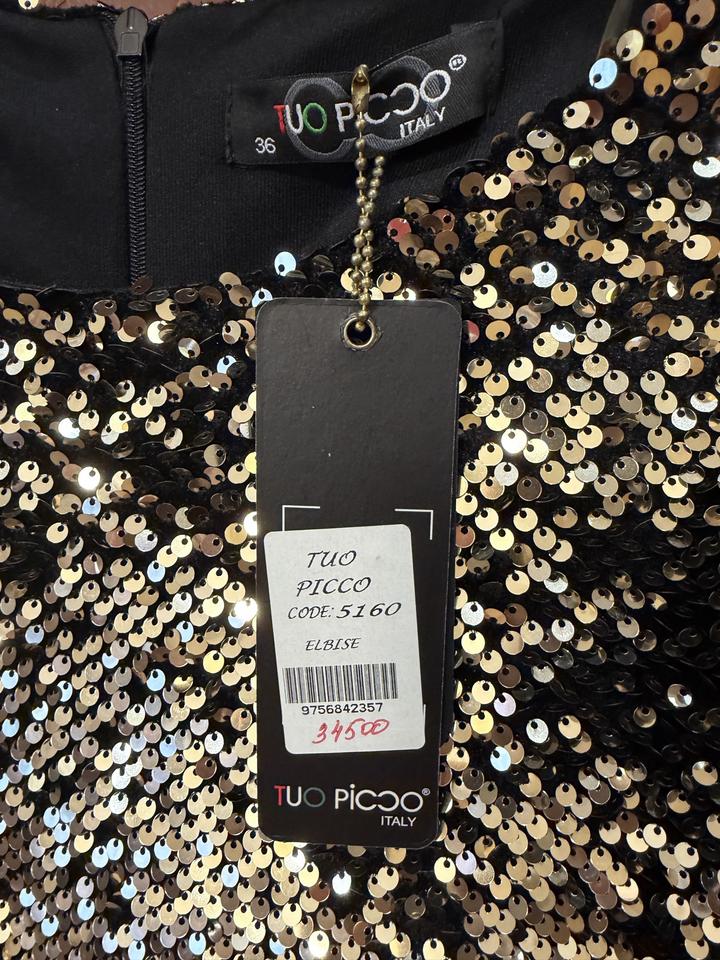 TUO PICCO®
ITALY
36
TUO
PICCO
CODE: 5160
ELBISE
9756842357
34500
TUO PiCCO®
ITALY